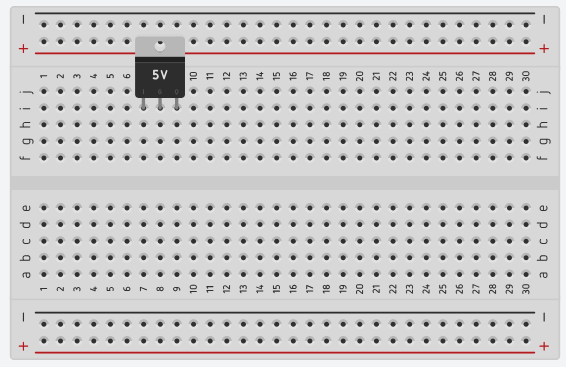 − −
+ +
1 2 3 4 5 6 10 11 12 13 14 15 16 17 18 19 20 21 22 23 24 25 26 27 28 29 30
5V
j j
I G O
i i
h h
g g
f f
e e
d d
c c
b b
a a
1 2 3 4 5 6 7 8 9 10 11 12 13 14 15 16 17 18 19 20 21 22 23 24 25 26 27 28 29 30
− −
+ +